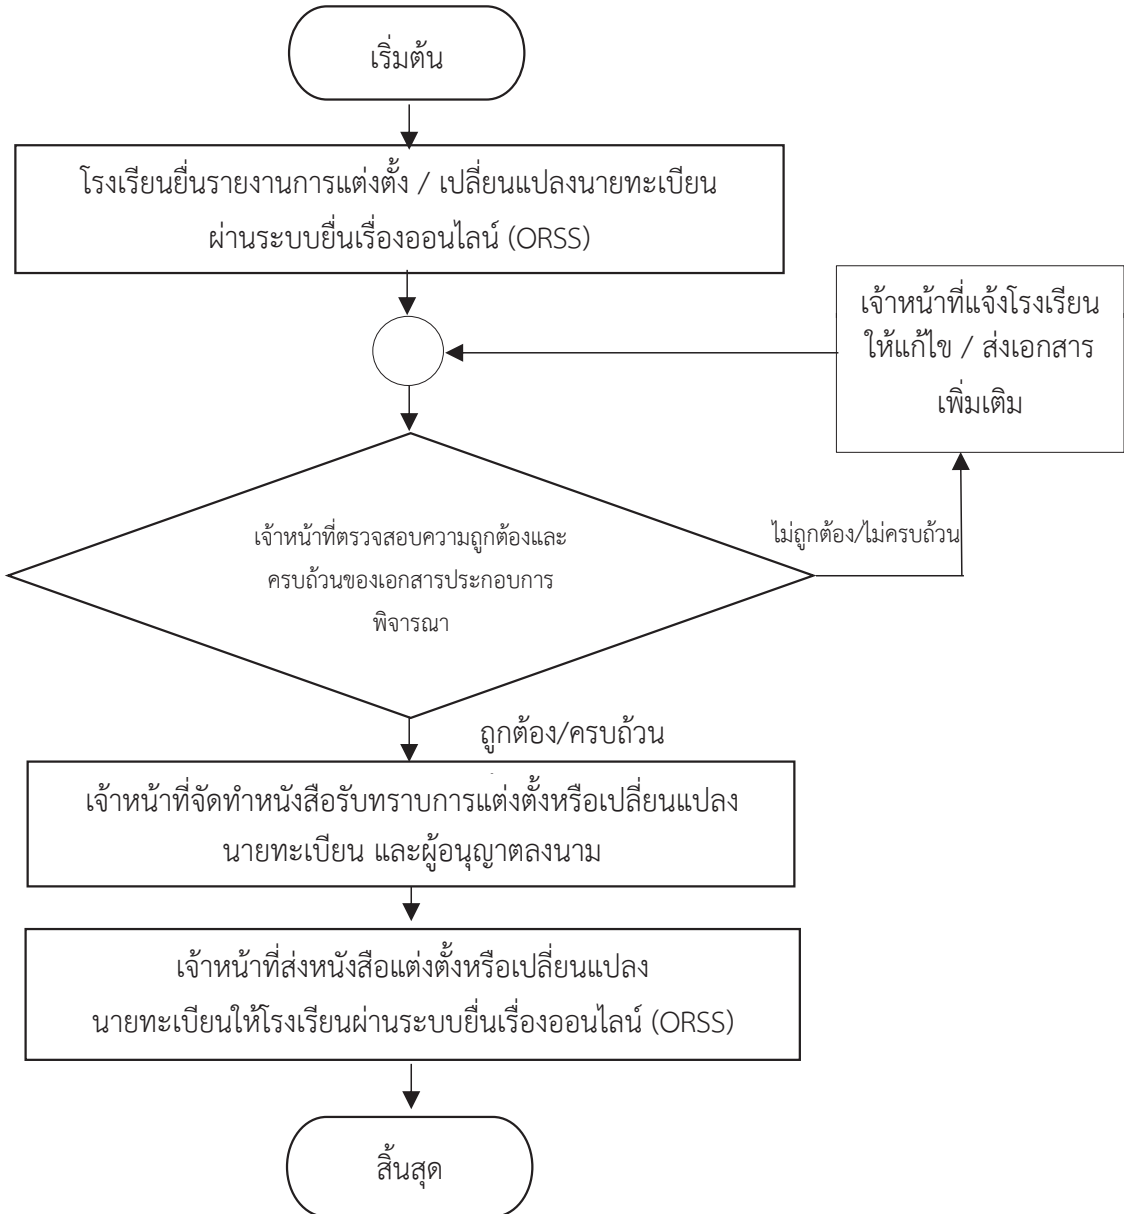 เริ่มต้น
โรงเรียนยื่นรายงานการแต่งตั้ง / เปลี่ยนแปลงนายทะเบียน
ผ่านระบบยื่นเรื่องออนไลน์ (ORSS)
เจ้าหน้าที่แจ้งโรงเรียน
ให้แก้ไข / ส่งเอกสาร
เพิ่มเติม
เจ้าหน้าที่ตรวจสอบความถูกต้องและ
ครบถ้วนของเอกสารประกอบการ
พิจารณา
ไม่ถูกต้อง/ไม่ครบถ้วน
ถูกต้อง/ครบถ้วน
เจ้าหน้าที่จัดทำหนังสือรับทราบการแต่งตั้งหรือเปลี่ยนแปลง
นายทะเบียน และผู้อนุญาตลงนาม
เจ้าหน้าที่ส่งหนังสือแต่งตั้งหรือเปลี่ยนแปลง
นายทะเบียนให้โรงเรียนผ่านระบบยื่นเรื่องออนไลน์ (ORSS)
สิ้นสุด